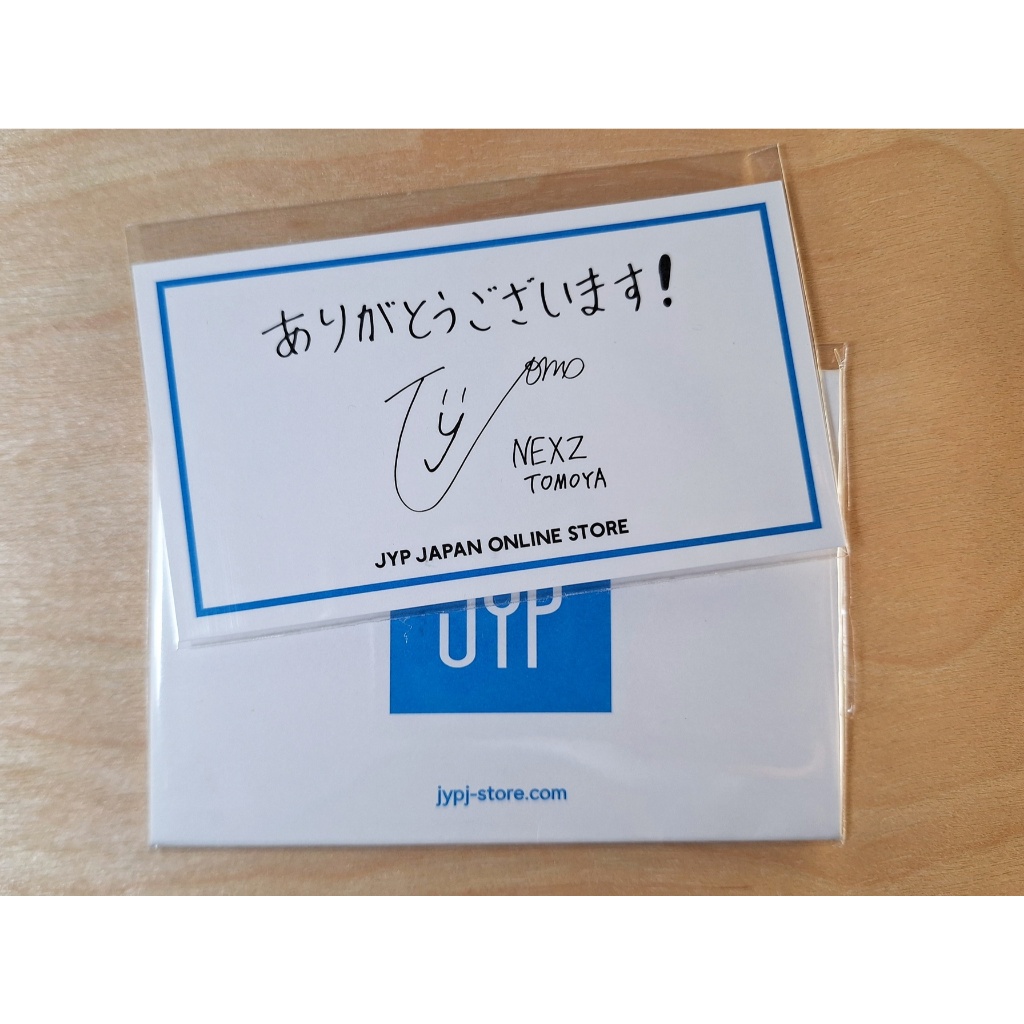 ありがとうございます!
Tomo
NEXZ
TOMOYA
JYP JAPAN ONLINE STORE
JYP
jypj-store.com